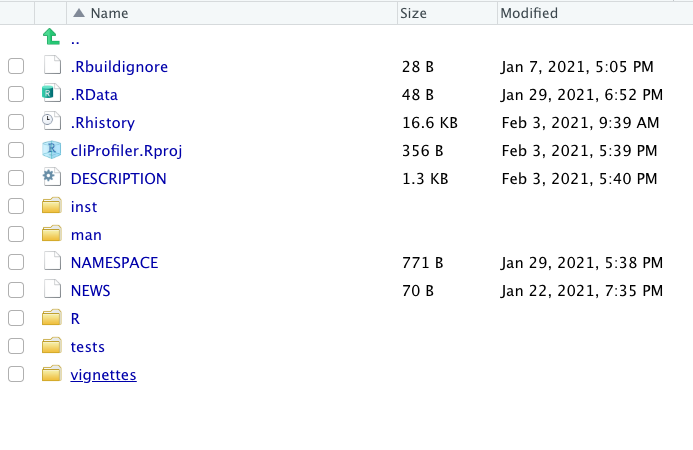 Name Size Modified
..
.Rbuildignore 28 B Jan 7, 2021, 5:05 PM
.RData 48 B Jan 29, 2021, 6:52 PM
.Rhistory 16.6 KB Feb 3, 2021, 9:39 AM
cliProfiler.Rproj 356 B Feb 3, 2021, 5:39 PM
DESCRIPTION 1.3 KB Feb 3, 2021, 5:40 PM
inst
man
NAMESPACE 771 B Jan 29, 2021, 5:38 PM
NEWS 70 B Jan 22, 2021, 7:35 PM
R
tests
vignettes